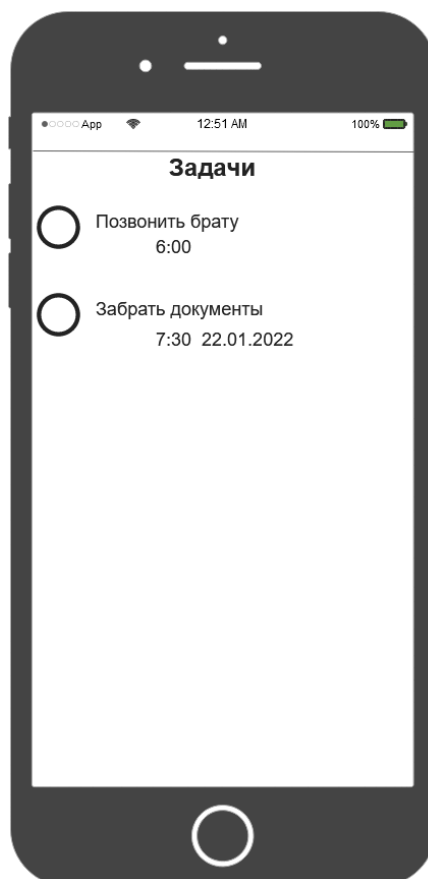 App 12:51 AM 100%
Задачи
Позвонить брату
6:00
Забрать документы
7:30 22.01.2022